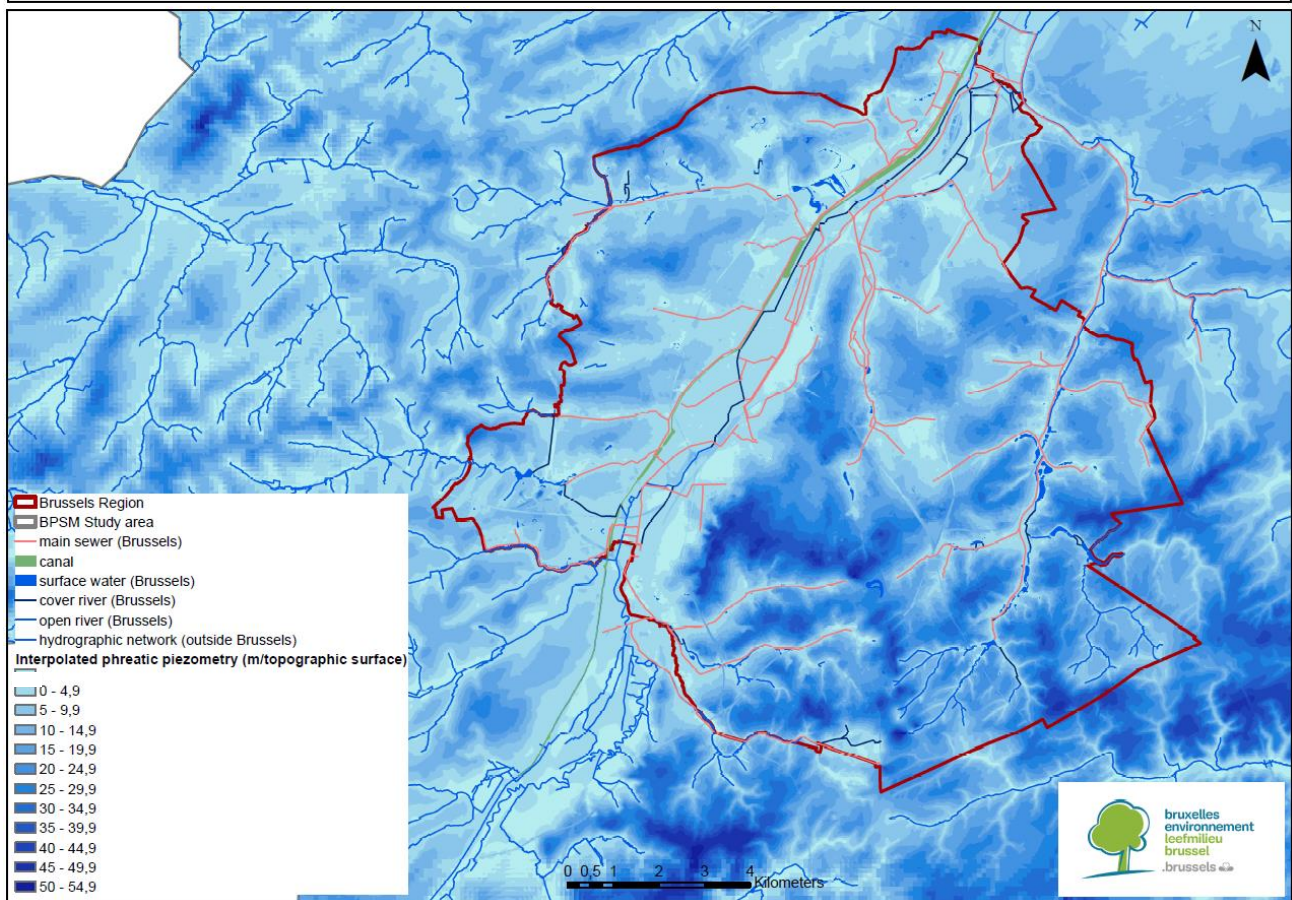 N
Brussels Region
BPSM Study area
main sewer (Brussels)
canal
surface water (Brussels)
cover river (Brussels)
open river (Brussels)
hydrographic network (outside Brussels)
Interpolated phreatic piezometry (m/topographic surface)
0 - 4,9
5 - 9,9
10 - 14,9
15 - 19,9
20 - 24,9
25 - 29,9
30 - 34,9
35 - 39,9
40 - 44,9
45 - 49,9
50 - 54,9
0 0,5 1 2 3 4
Kilometers
bruxelles
environnement
leefmilieu
brussel
.brussels